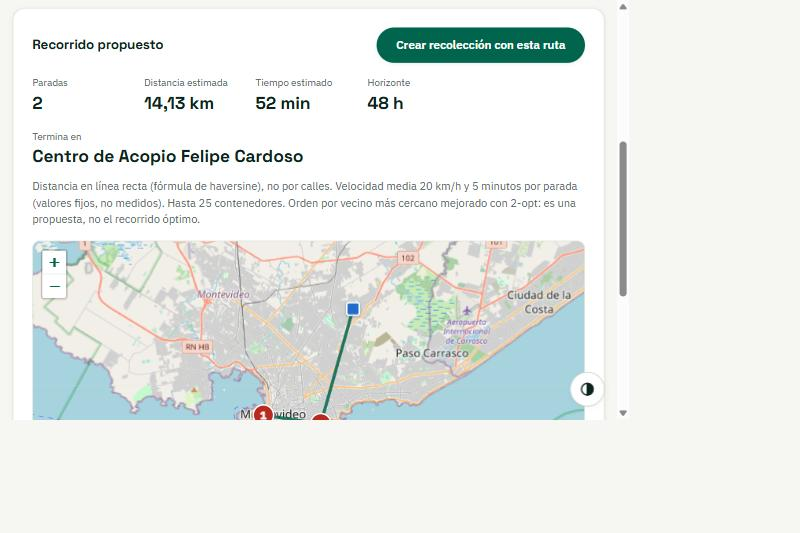 Recorrido propuesto
Crear recolección con esta ruta
Paradas
2
Distancia estimada
14,13 km
Tiempo estimado
52 min
Horizonte
48 h
Termina en
Centro de Acopio Felipe Cardoso
Distancia en línea recta (fórmula de haversine), no por calles. Velocidad media 20 km/h y 5 minutos por parada
(valores fijos, no medidos). Hasta 25 contenedores. Orden por vecino más cercano mejorado con 2-opt: es una
propuesta, no el recorrido óptimo.
+
−
1
101
102
Montevideo
Ciudad de la
Costa
Aeropuerto
Internacional
de Carrasco
RN HB
Paso Carrasco
1